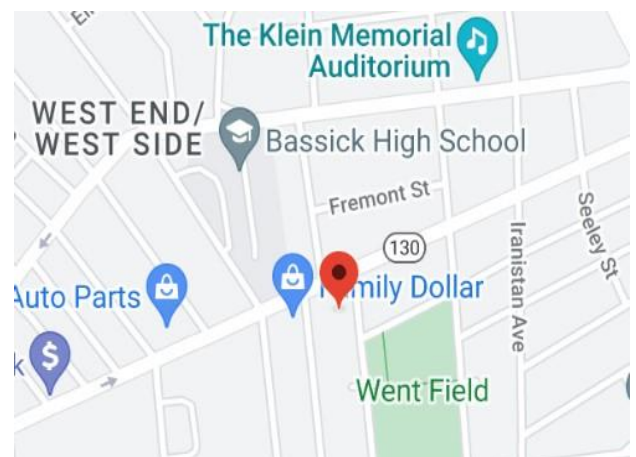 The Klein Memorial
Auditorium
WEST END/
WEST SIDE
Bassick High School
Fremont St
Seeley St
130
Iranistan Ave
Family Dollar
Auto Parts
$
Went Field